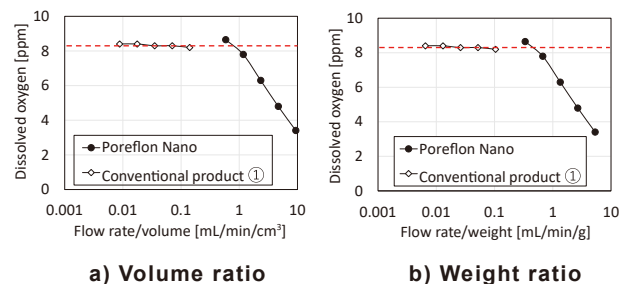 Dissolved oxygen [ppm]
10
8
6
4
2
0
Poreflon Nano
Conventional product ①
0.001 0.01 0.1 1 10
Flow rate/volume [mL/min/cm³]
a) Volume ratio
Dissolved oxygen [ppm]
10
8
6
4
2
0
Poreflon Nano
Conventional product ①
0.001 0.01 0.1 1 10
Flow rate/weight [mL/min/g]
b) Weight ratio